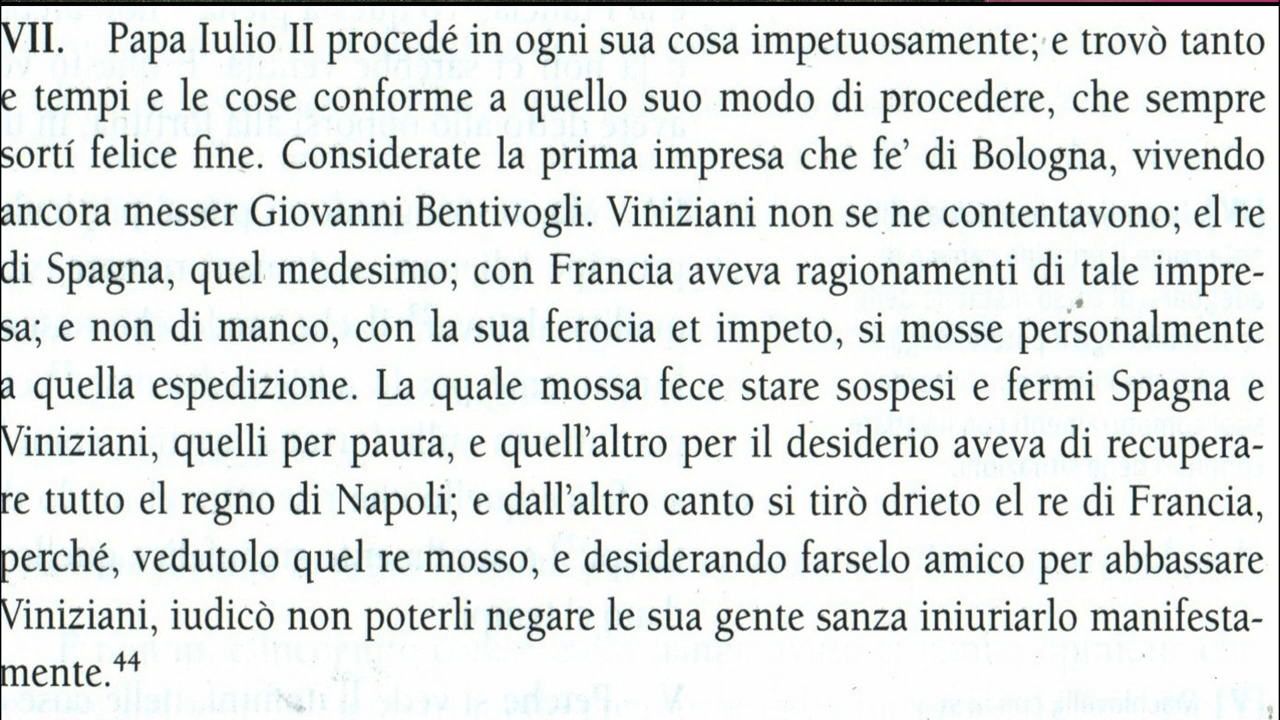 VII. Papa Iulio II procedé in ogni sua cosa impetuosamente; e trovò tanto
e tempi e le cose conforme a quello suo modo di procedere, che sempre
sortí felice fine. Considerate la prima impresa che fe’ di Bologna, vivendo
ancora messer Giovanni Bentivogli. Viniziani non se ne contentavono; el re
di Spagna, quel medesimo; con Francia aveva ragionamenti di tale impre-
sa; e non di manco, con la sua ferocia et impeto, si mosse personalmente
a quella espedizione. La quale mossa fece stare sospesi e fermi Spagna e
Viniziani, quelli per paura, e quell’altro per il desiderio aveva di recupera-
re tutto el regno di Napoli; e dall’altro canto si tirò drieto el re di Francia,
perché, vedutolo quel re mosso, e desiderando farselo amico per abbassare
Viniziani, iudicò non poterli negare le sua gente sanza iniuriarlo manifesta-
mente.44